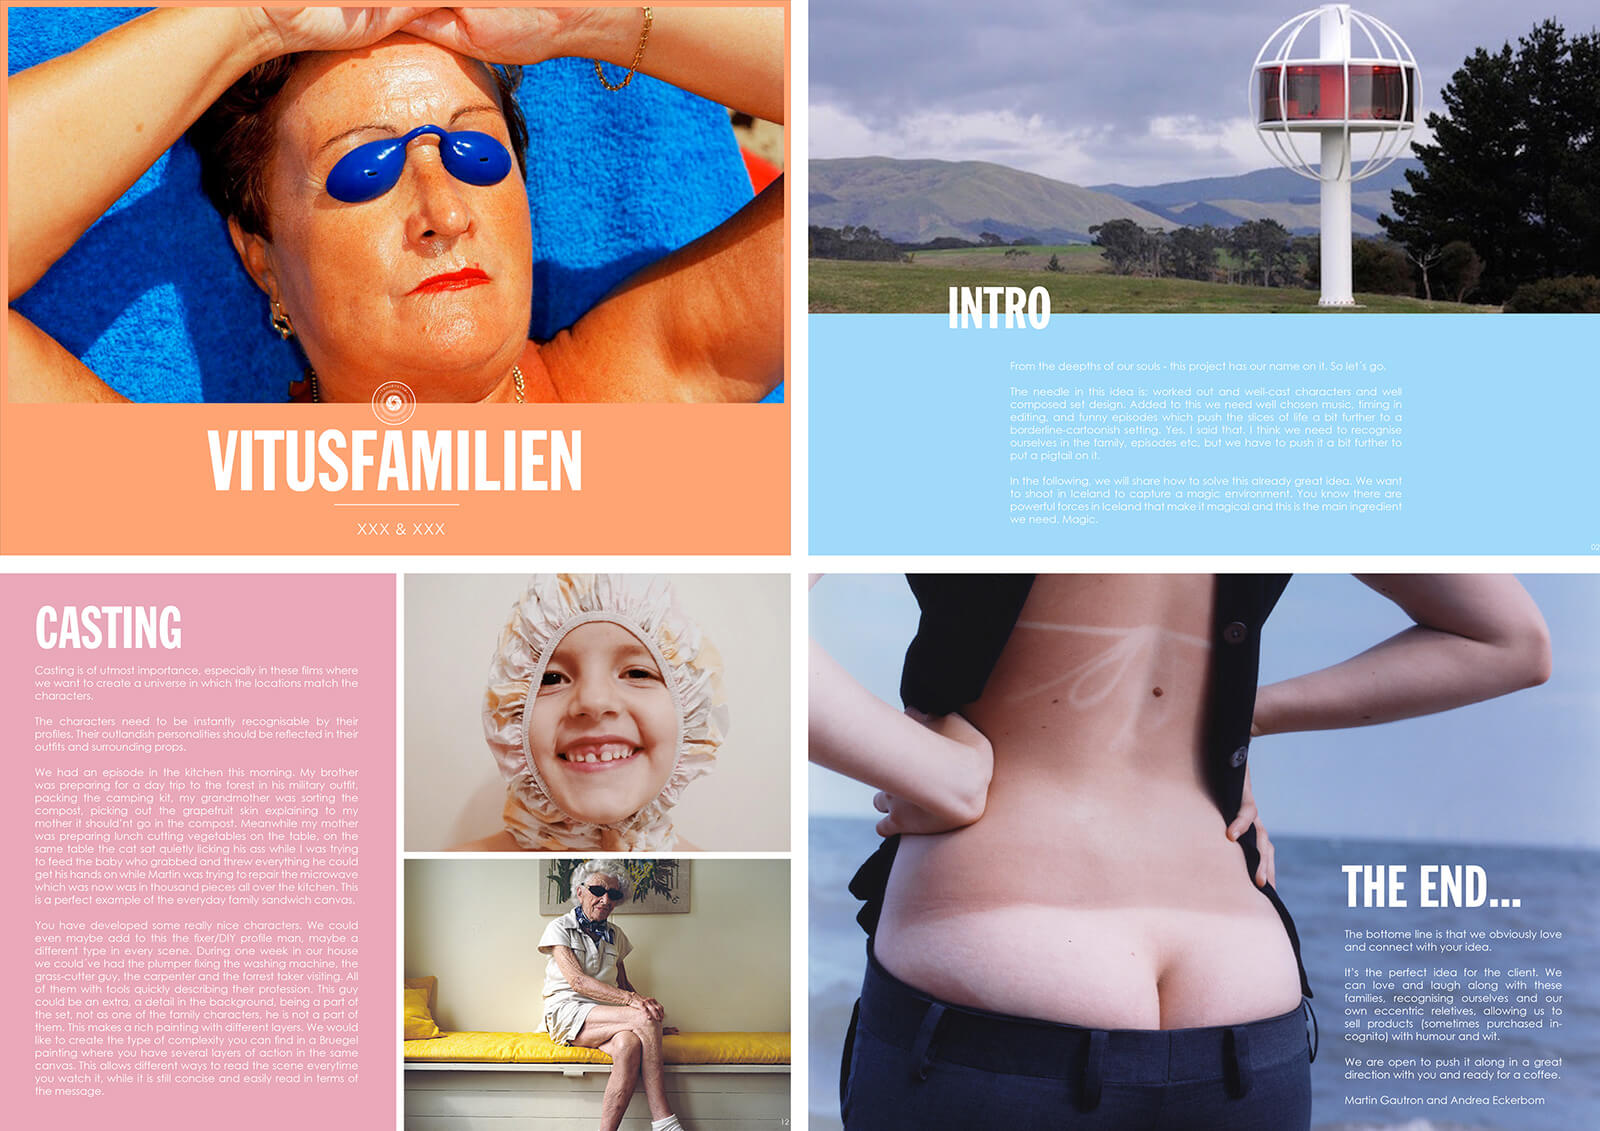 VITUSFAMILIEN
XXX & XXX
INTRO
From the deepths of our souls - this project has our name on it. So let´s go.
The needle in this idea is: worked out and well-cast characters and well
composed set design. Added to this we need well chosen music, timing in
editing, and funny episodes which push the slices of life a bit further to a
borderline-cartoonish setting. Yes. I said that. I think we need to recognise
ourselves in the family, episodes etc, but we have to push it a bit further to
put a pigtail on it.
In the following, we will share how to solve this already great idea. We want
to shoot in Iceland to capture a magic environment. You know there are
powerful forces in Iceland that make it magical and this is the main ingredient
we need. Magic.
02
CASTING
Casting is of utmost importance, especially in these films where
we want to create a universe in which the locations match the
characters.
The characters need to be instantly recognisable by their
profiles. Their outlandish personalities should be reflected in their
outfits and surrounding props.
We had an episode in the kitchen this morning. My brother
was preparing for a day trip to the forest in his military outfit,
packing the camping kit, my grandmother was sorting the
compost, picking out the grapefruit skin explaining to my
mother it should'nt go in the compost. Meanwhile my mother
was preparing lunch cutting vegetables on the table, on the
same table the cat sat quietly licking his ass while I was trying
to feed the baby who grabbed and threw everything he could
get his hands on while Martin was trying to repair the microwave
which was now was in thousand pieces all over the kitchen. This
is a perfect example of the everyday family sandwich canvas.
You have developed some really nice characters. We could
even maybe add to this the fixer/DIY profile man, maybe a
different type in every scene. During one week in our house
we could´ve had the plumper fixing the washing machine, the
grass-cutter guy, the carpenter and the forrest taker visiting. All
of them with tools quickly describing their profession. This guy
could be an extra, a detail in the background, being a part of
the set, not as one of the family characters, he is not a part of
them. This makes a rich painting with different layers. We would
like to create the type of complexity you can find in a Bruegel
painting where you have several layers of action in the same
canvas. This allows different ways to read the scene everytime
you watch it, while it is still concise and easily read in terms of
the message.
12
THE END...
The bottome line is that we obviously love
and connect with your idea.
It's the perfect idea for the client. We
can love and laugh along with these
families, recognising ourselves and our
own eccentric reletives, allowing us to
sell products (sometimes purchased in-
cognito) with humour and wit.
We are open to push it along in a great
direction with you and ready for a coffee.
Martin Gautron and Andrea Eckerbom